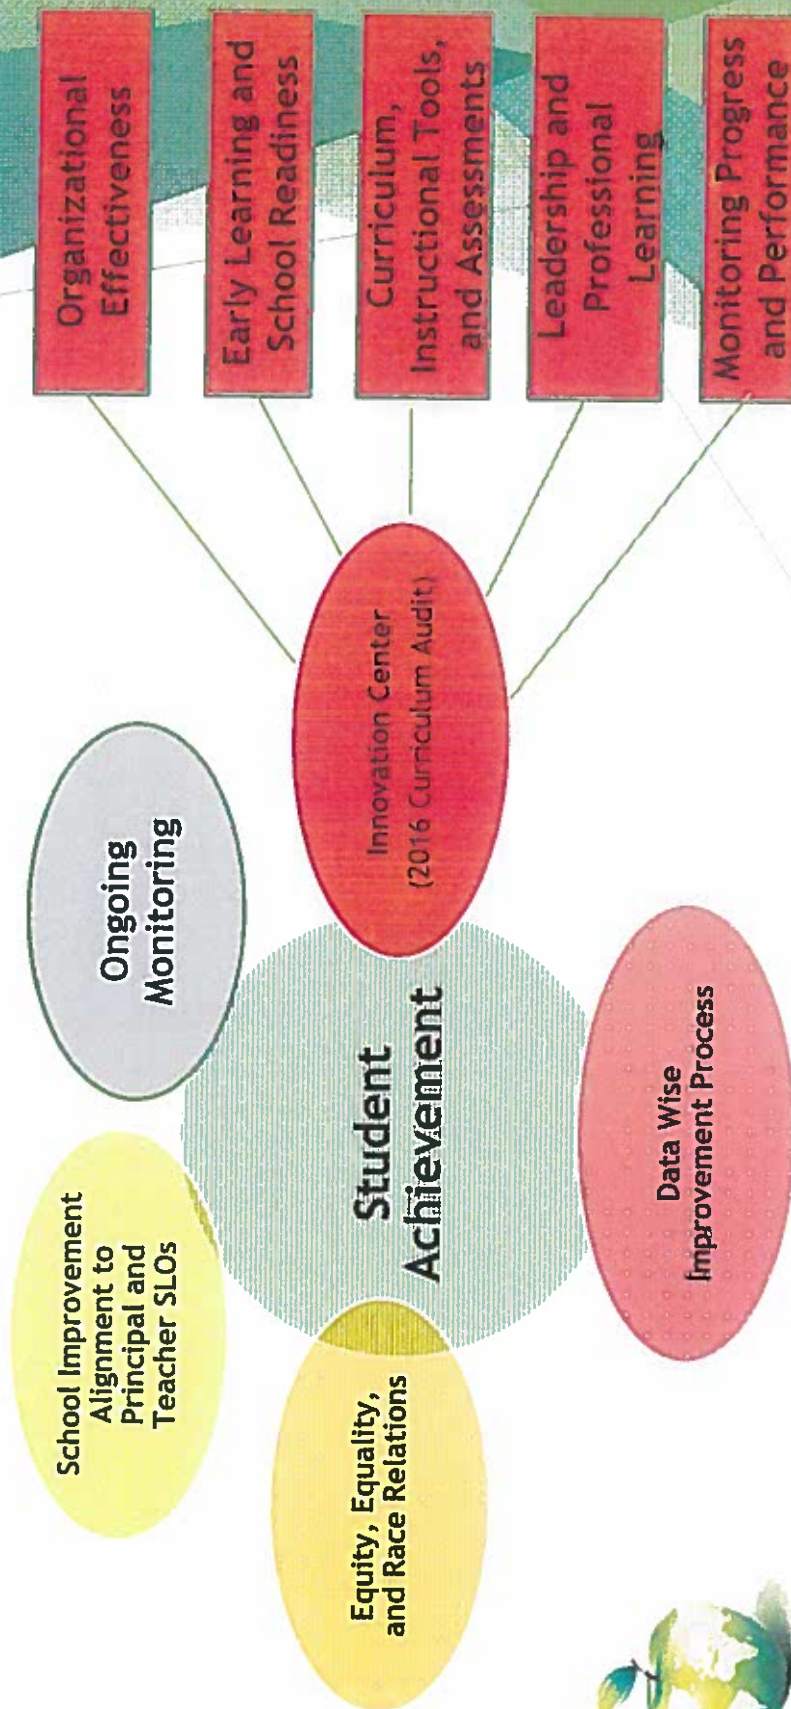 School Improvement
Alignment to
Principal and
Teacher SLOs
Ongoing
Monitoring
Equity, Equality,
and Race Relations
Student
Achievement
Innovation Center
(2016 Curriculum Audit)
Data Wise
Improvement Process
Organizational
Effectiveness
Early Learning and
School Readiness
Curriculum,
Instructional Tools,
and Assessments
Leadership and
Professional
Learning
Monitoring Progress
and Performance